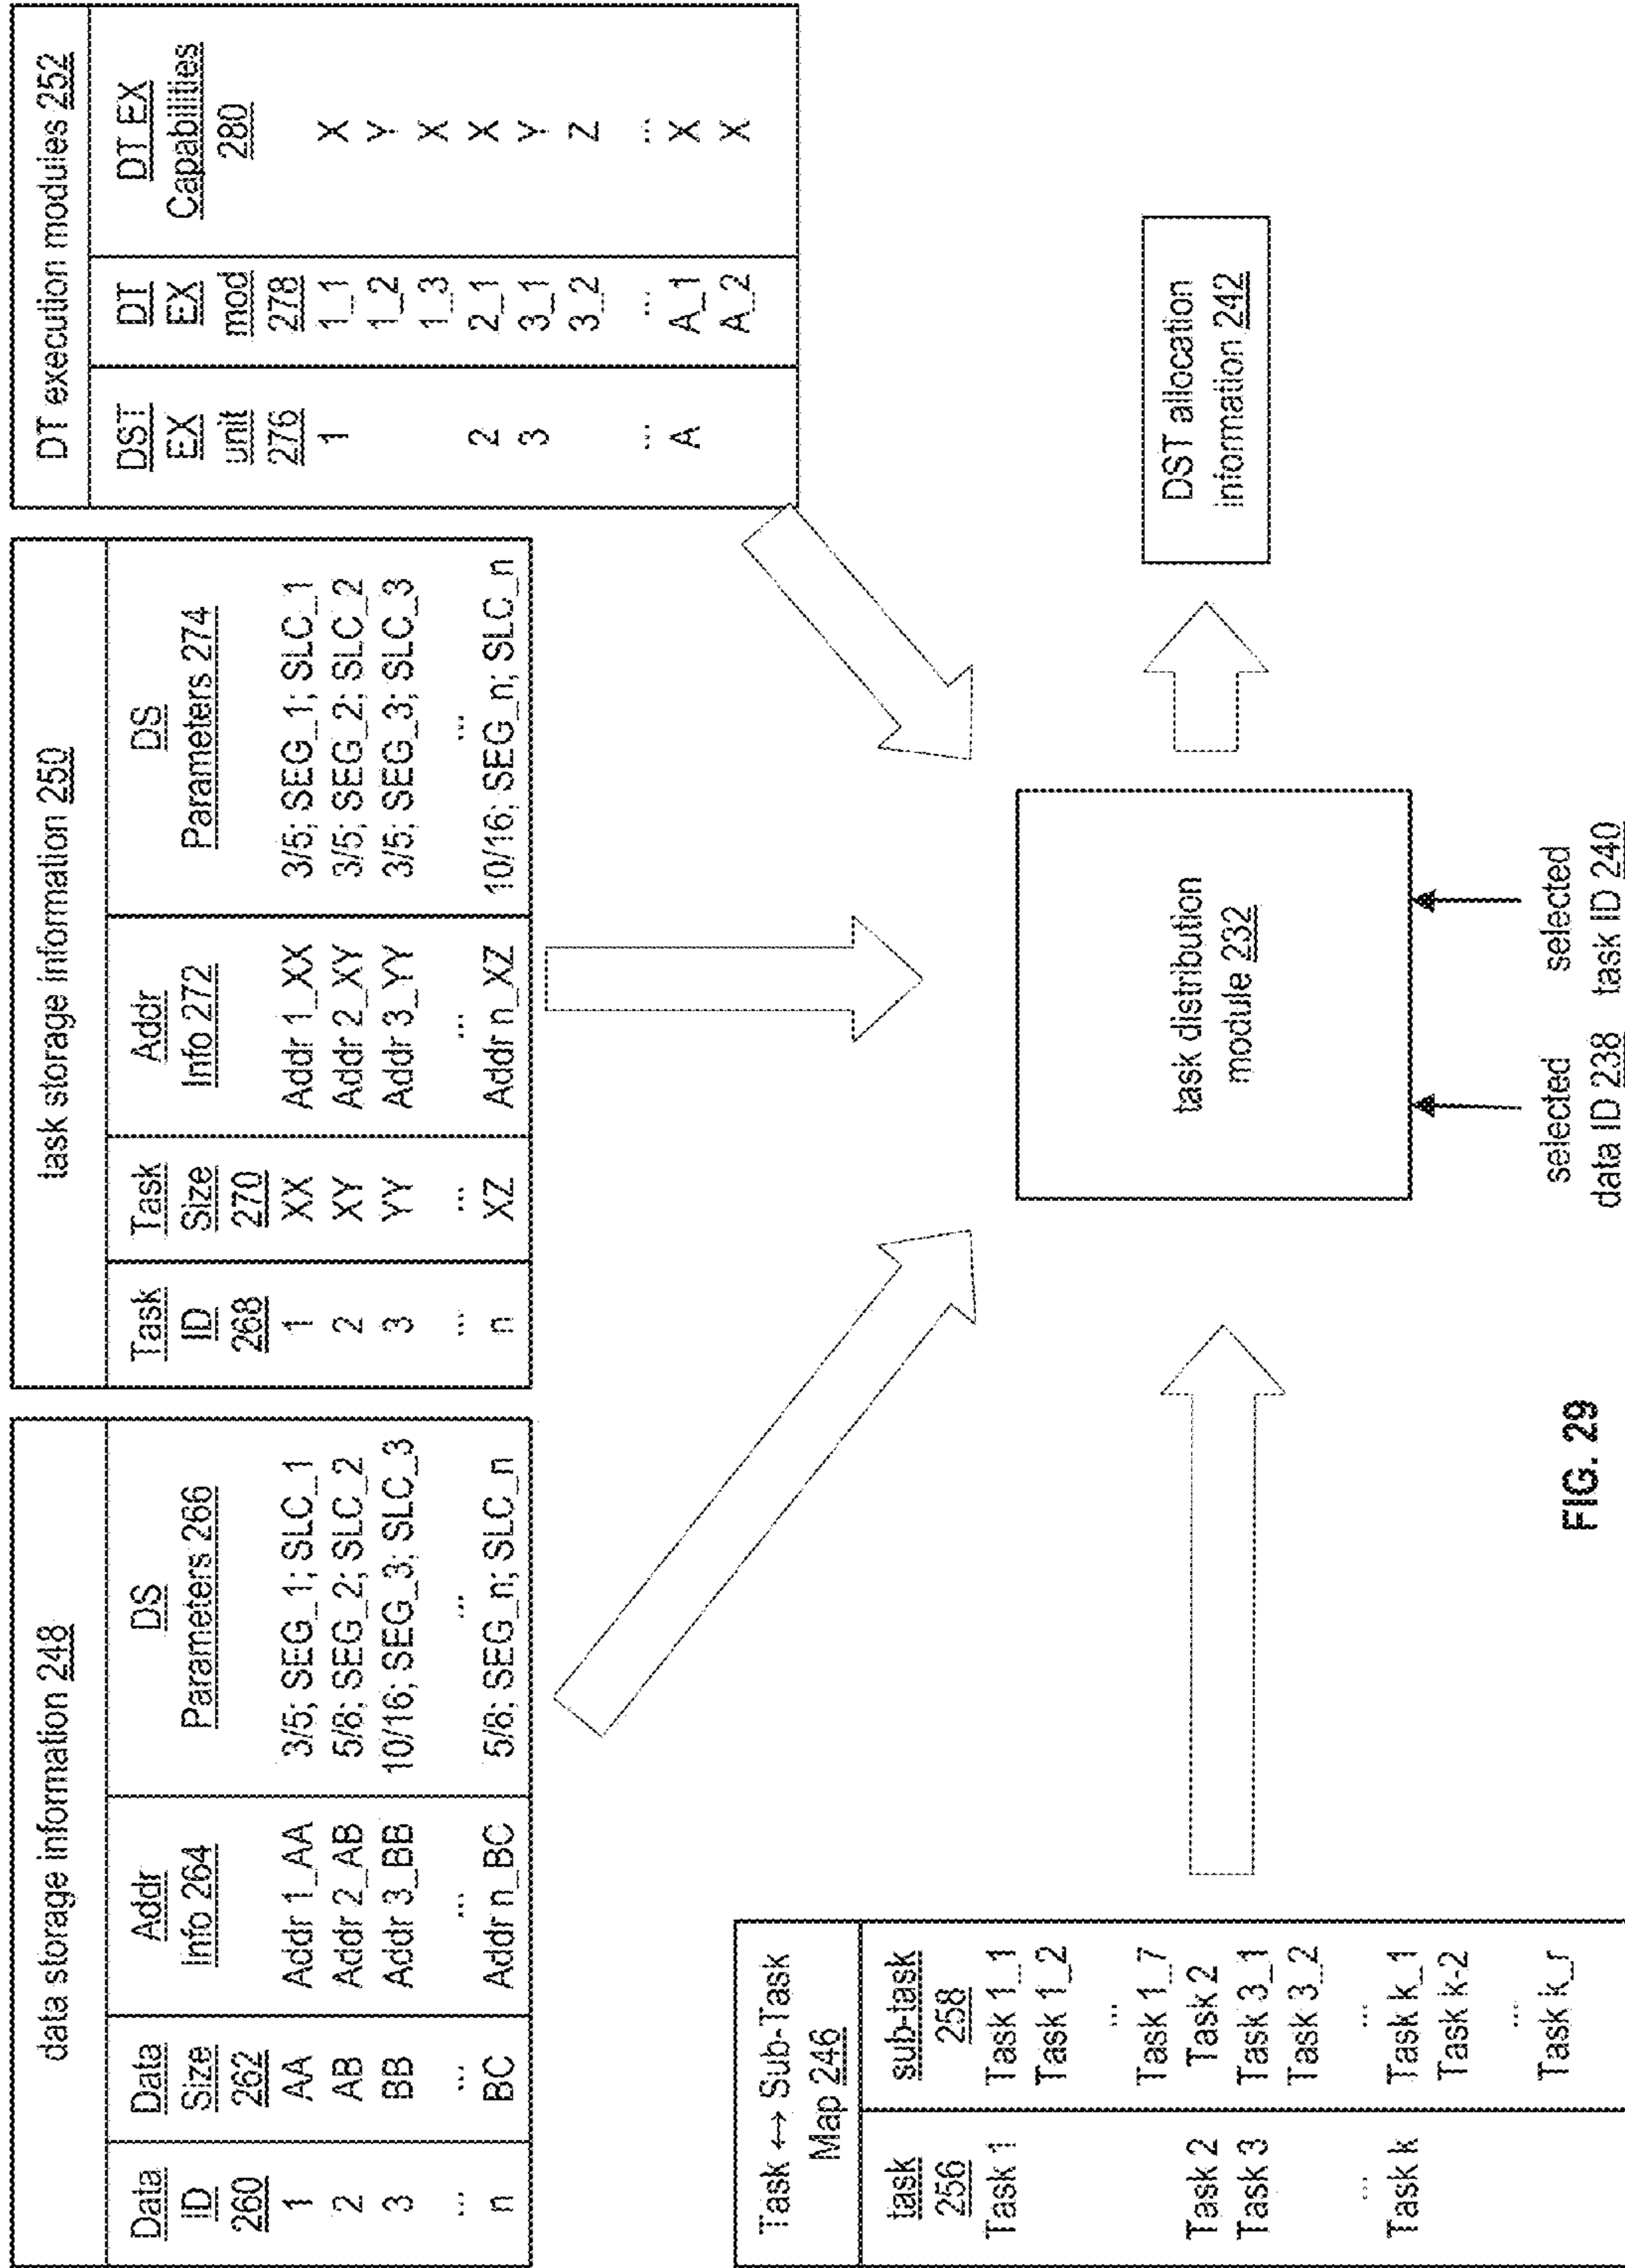 data storage information 248
Data ID 260 | Data Size 262 | Addr Info 264 | DS Parameters 266
1 | AA | Addr 1_AA | 3/5; SEG_1; SLC_1
2 | AB | Addr 2_AB | 5/8; SEG_2; SLC_2
3 | BB | Addr 3_BB | 10/16; SEG_3; SLC_3
... | ... | ... | ...
n | BC | Addr n_BC | 5/8; SEG_n; SLC_n
task storage information 250
Task ID 268 | Task Size 270 | Addr Info 272 | DS Parameters 274
1 | XX | Addr 1_XX | 3/5; SEG_1; SLC_1
2 | XY | Addr 2_XY | 3/5; SEG_2; SLC_2
3 | YY | Addr 3_YY | 3/5; SEG_3; SLC_3
... | ... | ... | ...
n | XZ | Addr n_XZ | 10/16; SEG_n; SLC_n
DT execution modules 252
DST EX unit 276 | DT EX mod 278 | DT EX Capabilities 280
1 | 1_1 | X
1_2 | Y
1_3 | X
2 | 2_1 | X
3 | 3_1 | Y
3_2 | Z
... | ... | ...
A | A_1 | X
A_2 | X
Task ↔ Sub-Task
Map 246
task 256 | sub-task 258
Task 1 | Task 1_1
Task 1_2
...
Task 1_7
Task 2 | Task 2
Task 3 | Task 3_1
Task 3_2
... | ...
Task k | Task k_1
Task k-2
...
Task k_r
task distribution
module 232
selected
data ID 238
selected
task ID 240
DST allocation
information 242
FIG. 29